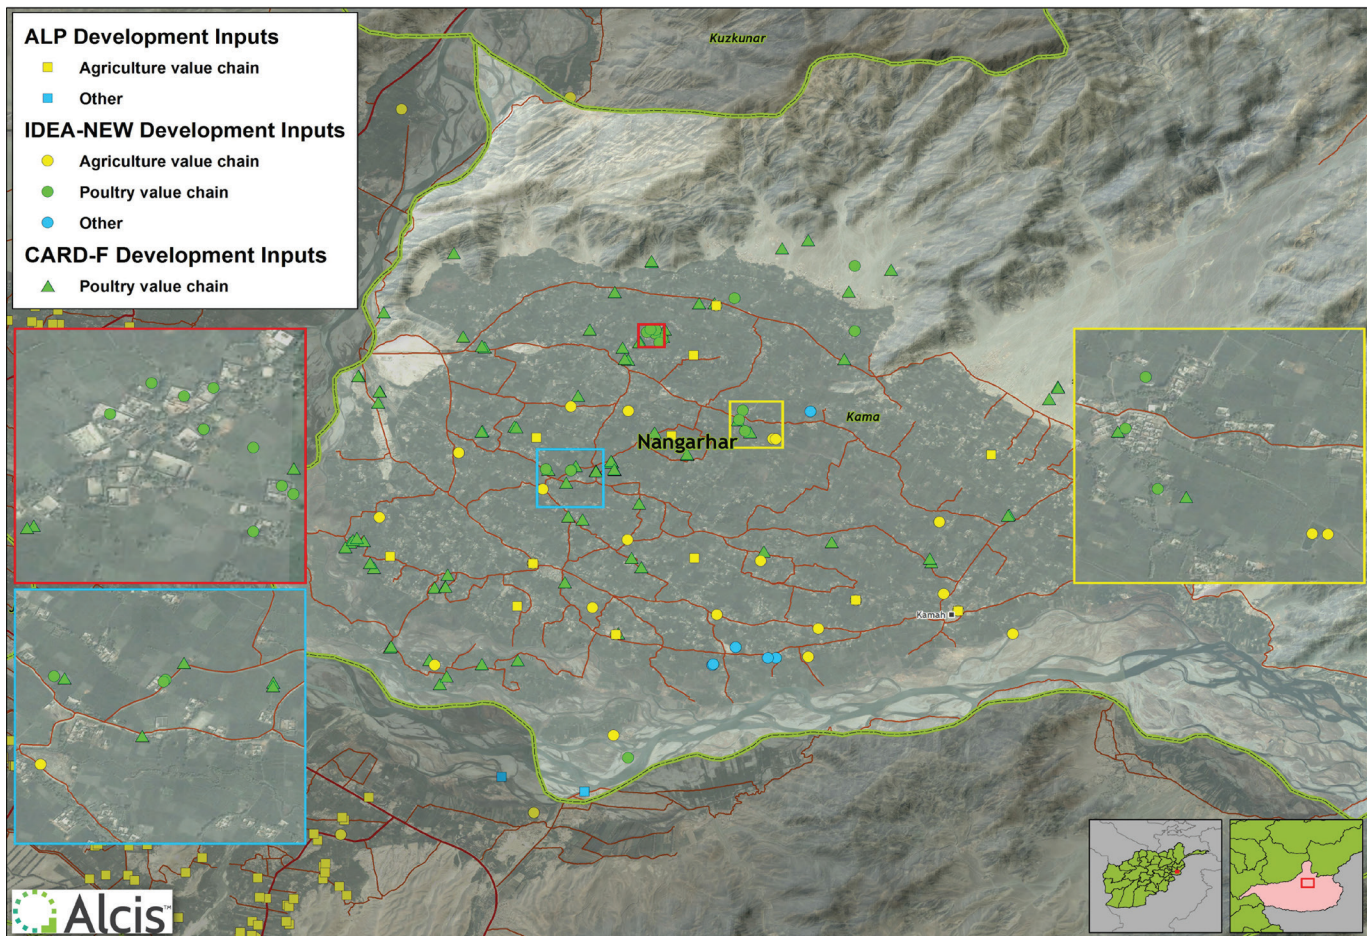 ALP Development Inputs
Agriculture value chain
Other
IDEA-NEW Development Inputs
Agriculture value chain
Poultry value chain
Other
CARD-F Development Inputs
Poultry value chain
Kuzkunar
Kama
Nangarhar
Kamah
Alcis™